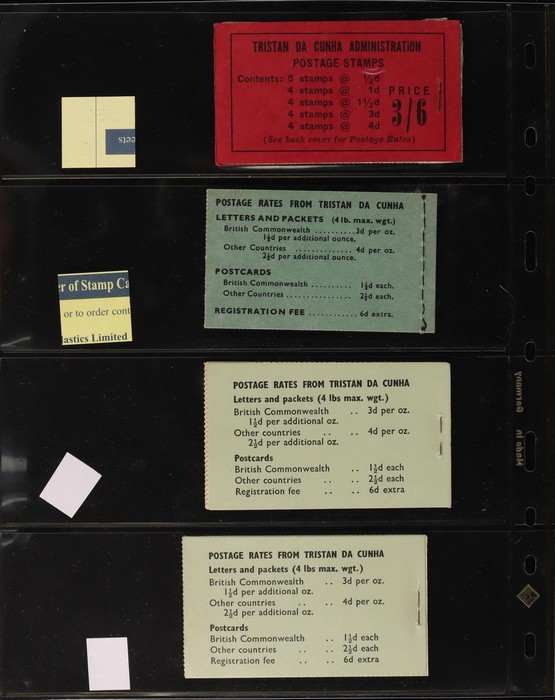 TRISTAN DA CUNHA ADMINISTRATION
POSTAGE STAMPS
Contents: 8 stamps @ ½d
4 stamps @ 1d
4 stamps @ 1½d
4 stamps @ 3d
4 stamps @ 4d
PRICE
3/6
(See back cover for Postage Rates)
eets
POSTAGE RATES FROM TRISTAN DA CUNHA
LETTERS AND PACKETS (4 lb. max. wgt.)
British Commonwealth ..........3d per oz.
1½d per additional ounce.
Other Countries .............. 4d per oz.
2½d per additional ounce.
POSTCARDS
British Commonwealth .......... 1½d each.
Other Countries ................ 2½d each.
REGISTRATION FEE ............ 6d extra.
er of Stamp Ca
or to order cont
astics Limited
POSTAGE RATES FROM TRISTAN DA CUNHA
Letters and packets (4 lbs max. wgt.)
British Commonwealth .. 3d per oz.
1½d per additional oz.
Other countries .. .. 4d per oz.
2½d per additional oz.
Postcards
British Commonwealth .. 1½d each
Other countries .. .. 2½d each
Registration fee .. .. 6d extra
Made in Germany
POSTAGE RATES FROM TRISTAN DA CUNHA
Letters and packets (4 lbs max. wgt.)
British Commonwealth .. 3d per oz.
1½d per additional oz.
Other countries .. .. 4d per oz.
2½d per additional oz.
Postcards
British Commonwealth .. 1½d each
Other countries .. .. 2½d each
Registration fee .. .. 6d extra